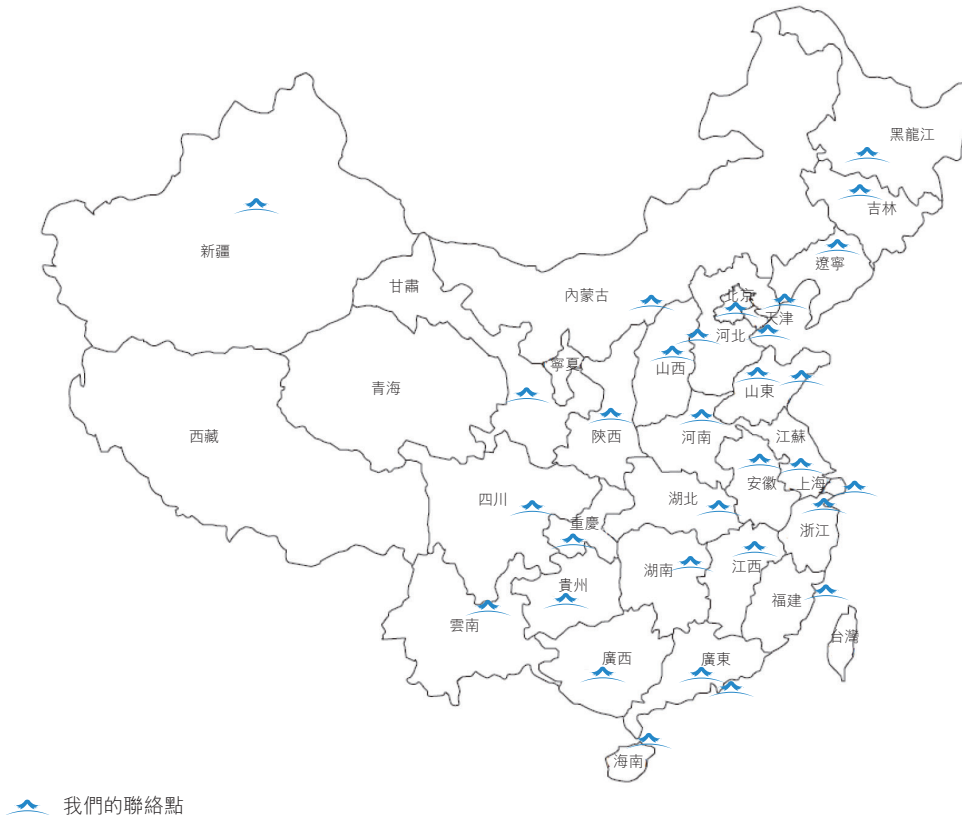 黑龍江
吉林
新疆
遼寧
甘肅
內蒙古
北京
天津
河北
寧夏
山西
青海
山東
西藏
陝西
河南
江蘇
安徽
上海
四川
湖北
重慶
浙江
湖南
江西
貴州
福建
雲南
台灣
廣西
廣東
海南
我們的聯絡點